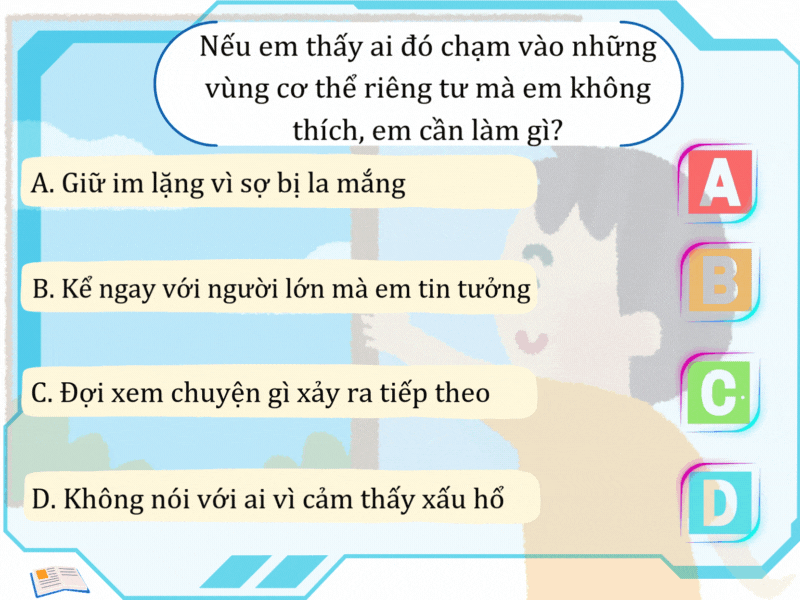 Nếu em thấy ai đó chạm vào những
vùng cơ thể riêng tư mà em không
thích, em cần làm gì?
A. Giữ im lặng vì sợ bị la mắng
A
B. Kể ngay với người lớn mà em tin tưởng
B
C. Đợi xem chuyện gì xảy ra tiếp theo
C
D. Không nói với ai vì cảm thấy xấu hổ
D